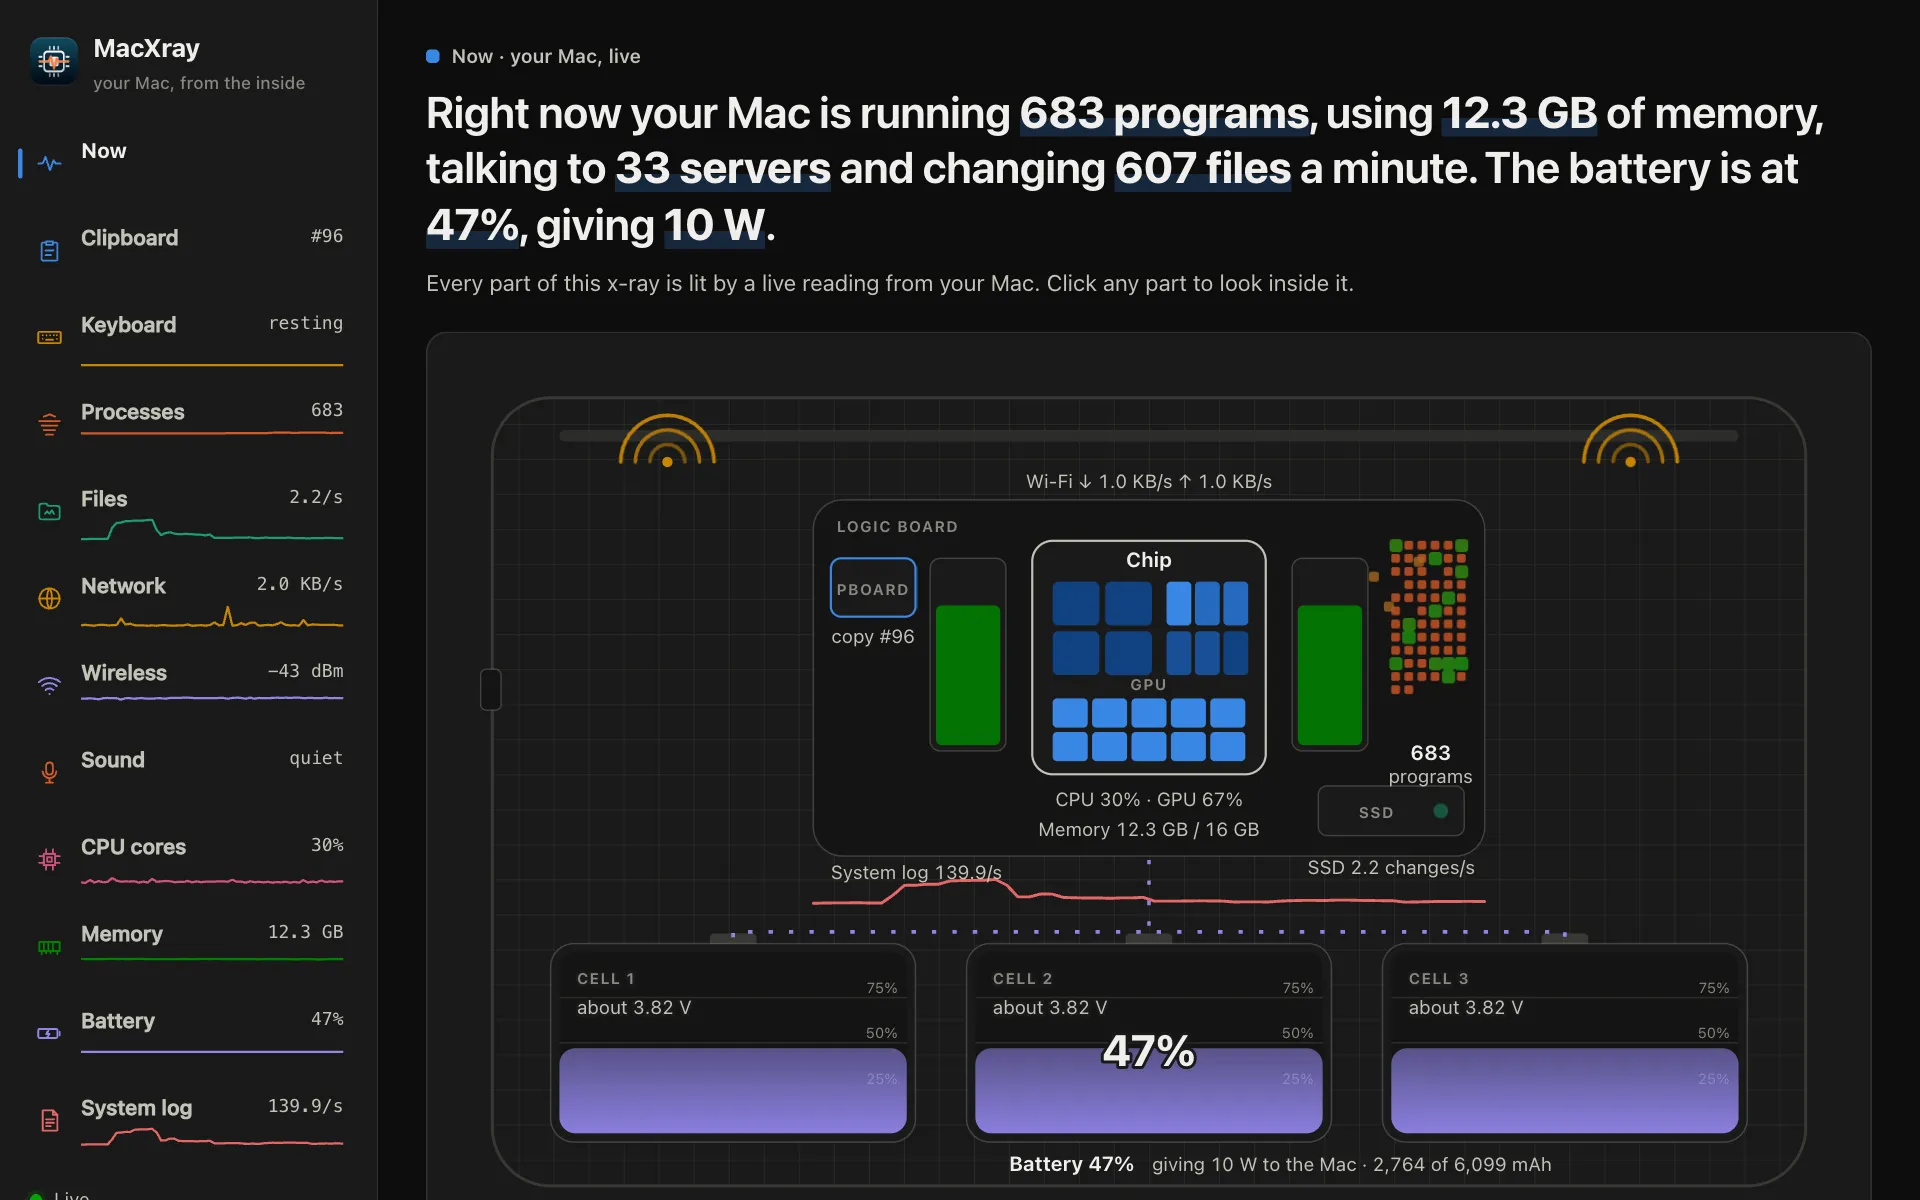 MacXray
your Mac, from the inside
Now
Clipboard #96
Keyboard resting
Processes 683
Files 2.2/s
Network 2.0 KB/s
Wireless −43 dBm
Sound quiet
CPU cores 30%
Memory 12.3 GB
Battery 47%
System log 139.9/s
Live
Now · your Mac, live
Right now your Mac is running 683 programs, using 12.3 GB of memory,
talking to 33 servers and changing 607 files a minute. The battery is at
47%, giving 10 W.
Every part of this x-ray is lit by a live reading from your Mac. Click any part to look inside it.
Wi-Fi ↓ 1.0 KB/s ↑ 1.0 KB/s
LOGIC BOARD
Chip
PBOARD
copy #96
GPU
683
programs
CPU 30% · GPU 67%
Memory 12.3 GB / 16 GB
SSD
System log 139.9/s
SSD 2.2 changes/s
CELL 1
75%
about 3.82 V
50%
25%
CELL 2
75%
about 3.82 V
50%
47%
25%
CELL 3
75%
about 3.82 V
50%
25%
Battery 47% giving 10 W to the Mac · 2,764 of 6,099 mAh